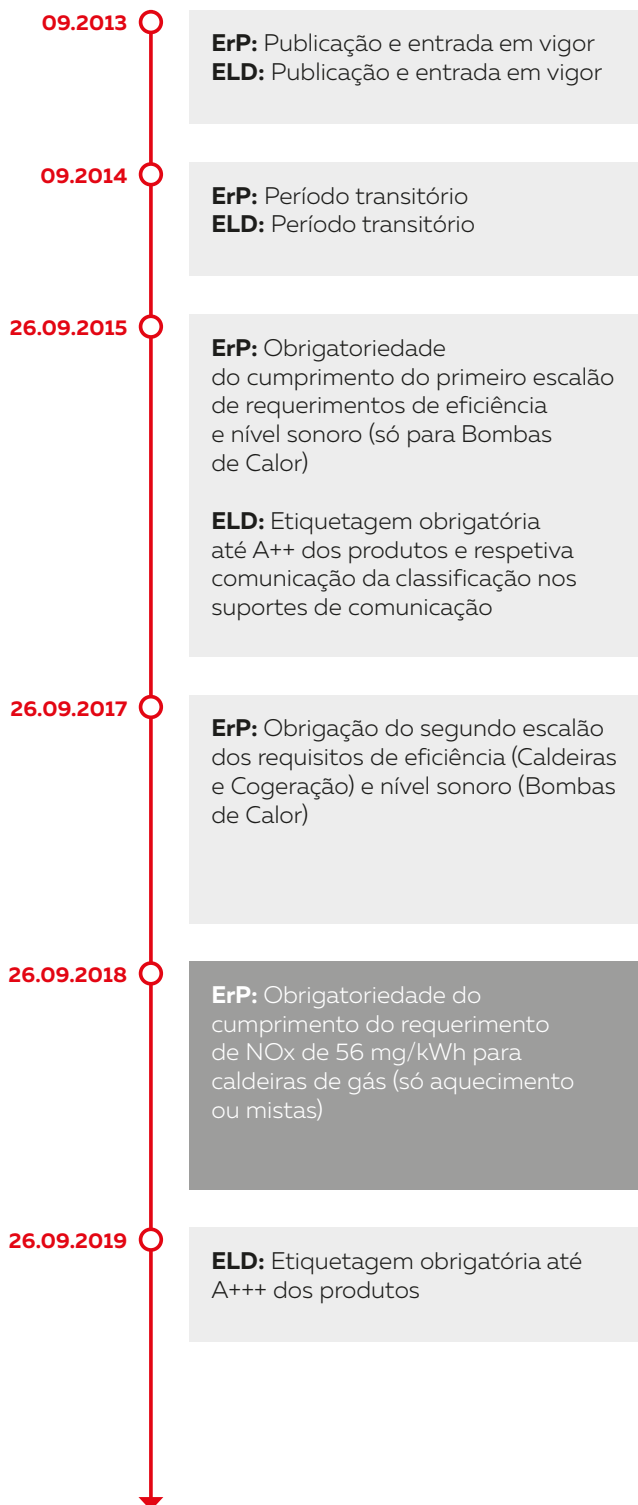 09.2013
ErP: Publicação e entrada em vigor
ELD: Publicação e entrada em vigor
09.2014
ErP: Período transitório
ELD: Período transitório
26.09.2015
ErP: Obrigatoriedade
do cumprimento do primeiro escalão
de requerimentos de eficiência
e nível sonoro (só para Bombas
de Calor)
ELD: Etiquetagem obrigatória
até A++ dos produtos e respetiva
comunicação da classificação nos
suportes de comunicação
26.09.2017
ErP: Obrigação do segundo escalão
dos requisitos de eficiência (Caldeiras
e Cogeração) e nível sonoro (Bombas
de Calor)
26.09.2018
ErP: Obrigatoriedade do
cumprimento do requerimento
de NOx de 56 mg/kWh para
caldeiras de gás (só aquecimento
ou mistas)
26.09.2019
ELD: Etiquetagem obrigatória até
A+++ dos produtos